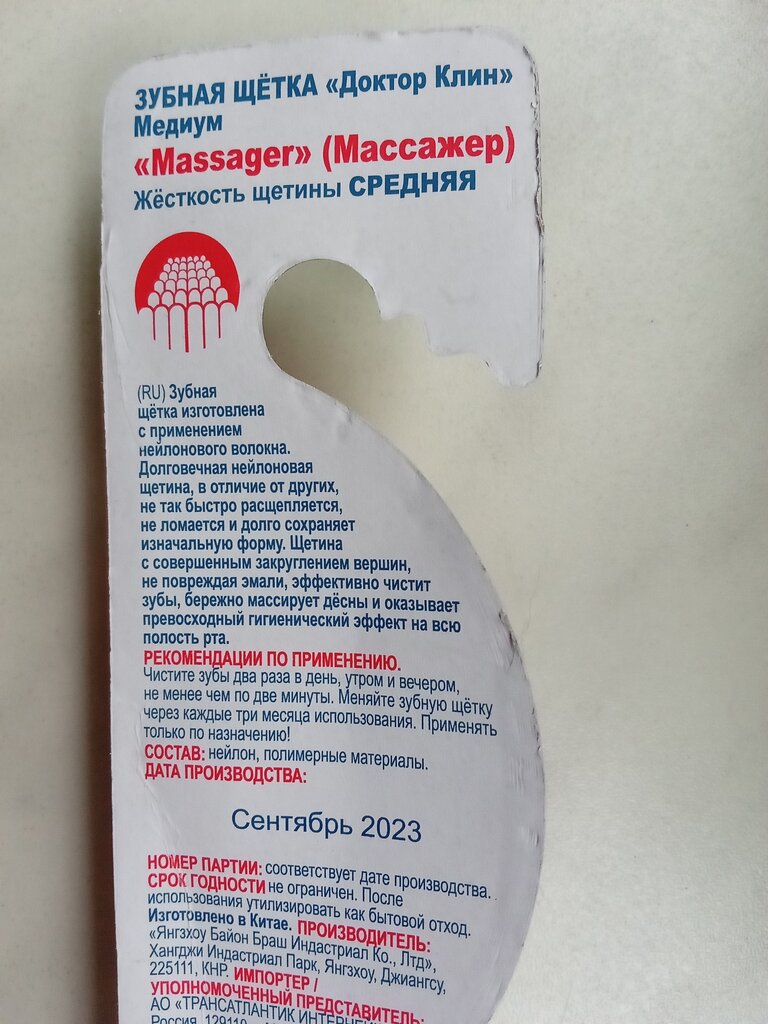 ЗУБНАЯ ЩЁТКА «Доктор Клин»
Медиум
«Massager» (Массажер)
Жёсткость щетины СРЕДНЯЯ
(RU) Зубная
щётка изготовлена
с применением
нейлонового волокна.
Долговечная нейлоновая
щетина, в отличие от других,
не так быстро расщепляется,
не ломается и долго сохраняет
изначальную форму. Щетина
с совершенным закруглением вершин,
не повреждая эмали, эффективно чистит
зубы, бережно массирует дёсны и оказывает
превосходный гигиенический эффект на всю
полость рта.
РЕКОМЕНДАЦИИ ПО ПРИМЕНЕНИЮ.
Чистите зубы два раза в день, утром и вечером,
не менее чем по две минуты. Меняйте зубную щётку
через каждые три месяца использования. Применять
только по назначению!
СОСТАВ: нейлон, полимерные материалы.
ДАТА ПРОИЗВОДСТВА:
Сентябрь 2023
НОМЕР ПАРТИИ: соответствует дате производства.
СРОК ГОДНОСТИ не ограничен. После
использования утилизировать как бытовой отход.
Изготовлено в Китае. ПРОИЗВОДИТЕЛЬ:
«Янгзхоу Байон Браш Индастриал Ко., Лтд»,
Хангджи Индастриал Парк, Янгзхоу, Джиангсу,
225111, КНР. ИМПОРТЕР /
УПОЛНОМОЧЕННЫЙ ПРЕДСТАВИТЕЛЬ:
АО «ТРАНСАТЛАНТИК
Россия, 129110